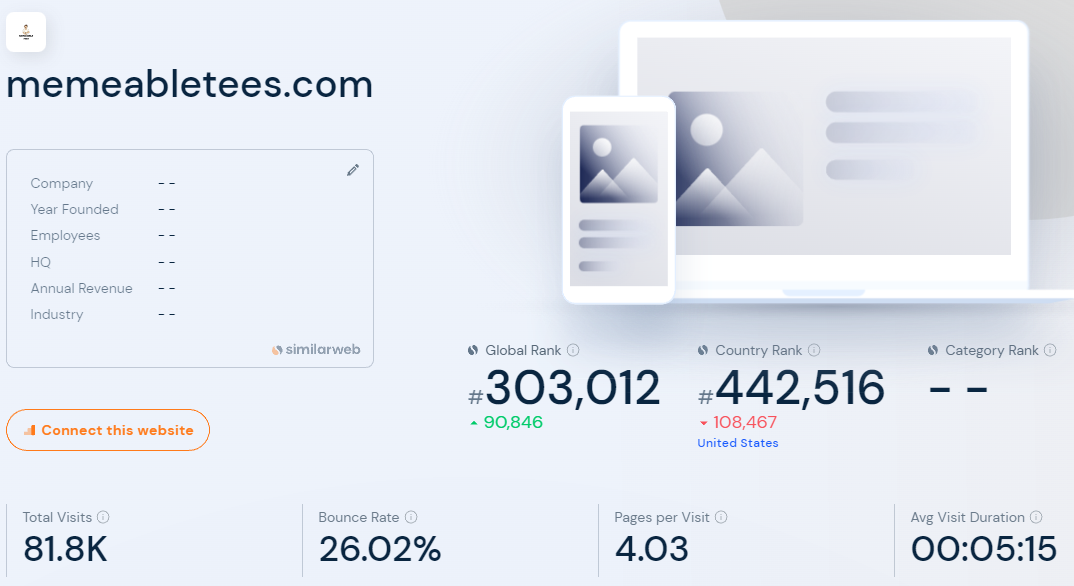 memeabletees.com
Company - -
Year Founded - -
Employees - -
HQ - -
Annual Revenue - -
Industry - -
similarweb
Connect this website
Global Rank
#303,012
90,846
Country Rank
#442,516
108,467
United States
Category Rank
- -
Total Visits
81.8K
Bounce Rate
26.02%
Pages per Visit
4.03
Avg Visit Duration
00:05:15